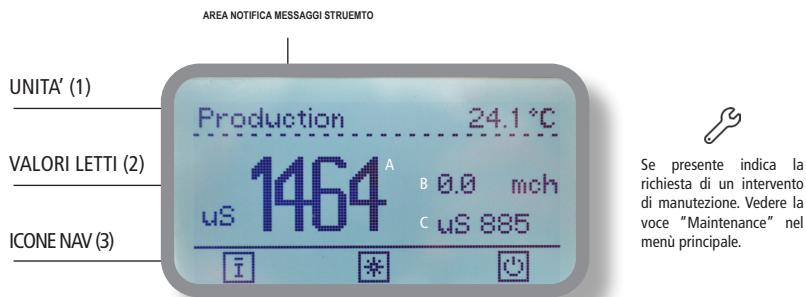 AREA NOTIFICA MESSAGGI STRUEMTO
UNITA’ (1)
Production 24.1 °C
VALORI LETTI (2)
1464 A
B 0.0 mch
uS
C uS 885
ICONE NAV (3)
I
Se presente indica la
richiesta di un intervento
di manutezione. Vedere la
voce "Maintenance" nel
menù principale.